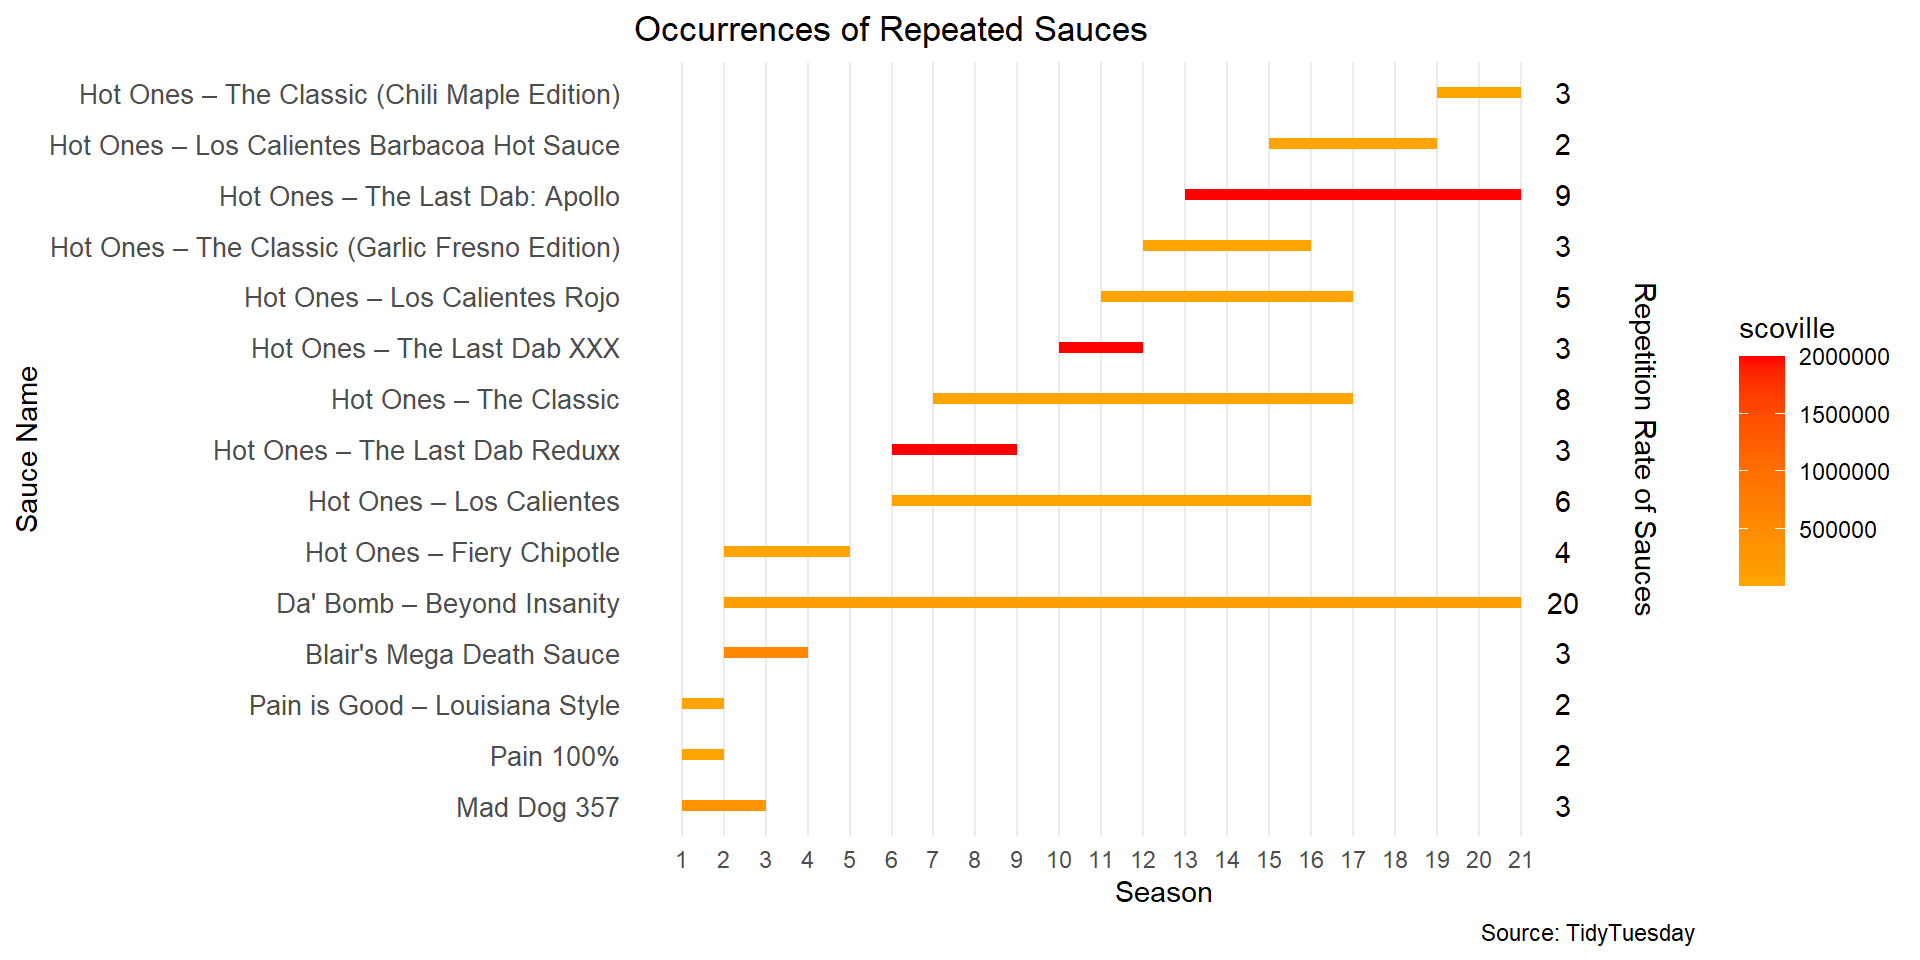 Occurrences of Repeated Sauces
Sauce Name
Hot Ones – The Classic (Chili Maple Edition) 3
Hot Ones – Los Calientes Barbacoa Hot Sauce 2
Hot Ones – The Last Dab: Apollo 9
Hot Ones – The Classic (Garlic Fresno Edition) 3
Hot Ones – Los Calientes Rojo 5
Hot Ones – The Last Dab XXX 3
Hot Ones – The Classic 8
Hot Ones – The Last Dab Reduxx 3
Hot Ones – Los Calientes 6
Hot Ones – Fiery Chipotle 4
Da' Bomb – Beyond Insanity 20
Blair's Mega Death Sauce 3
Pain is Good – Louisiana Style 2
Pain 100% 2
Mad Dog 357 3
1 2 3 4 5 6 7 8 9 10 11 12 13 14 15 16 17 18 19 20 21
Season
Repetition Rate of Sauces
scoville
2000000
1500000
1000000
500000
Source: TidyTuesday